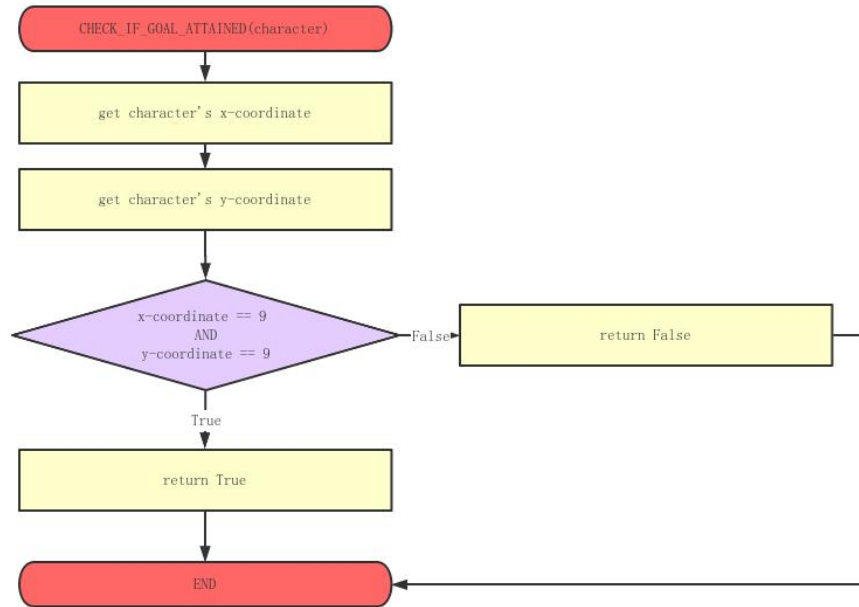 CHECK_IF_GOAL_ATTAINED(character)
get character's x-coordinate
get character's y-coordinate
x-coordinate == 9
AND
y-coordinate == 9
False
return False
True
return True
END